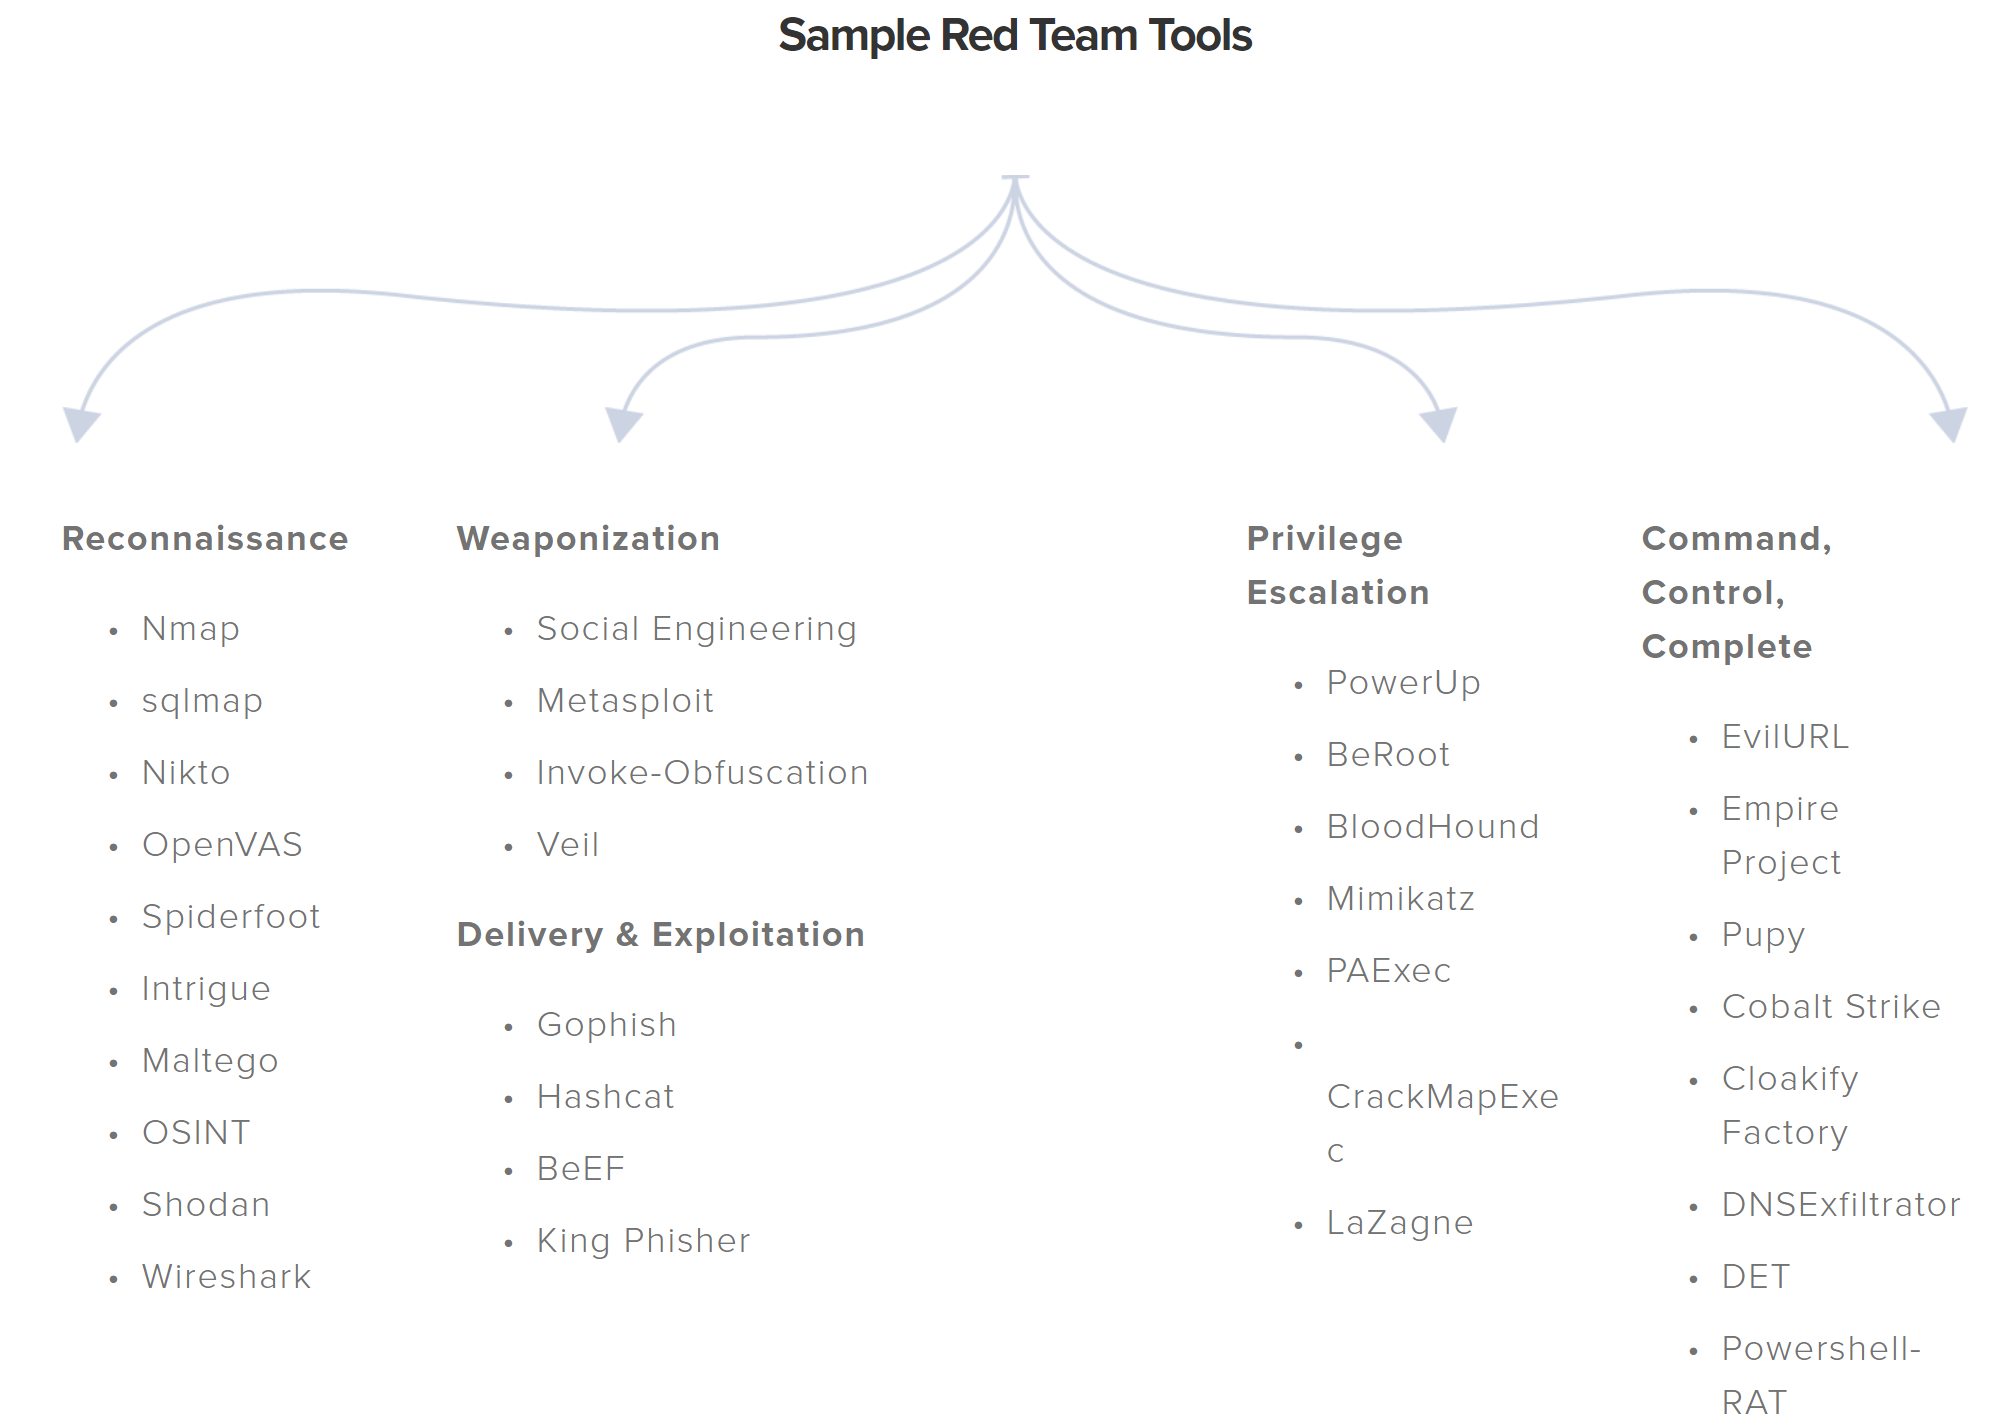 Sample Red Team Tools
Reconnaissance
• Nmap
• sqlmap
• Nikto
• OpenVAS
• Spiderfoot
• Intrigue
• Maltego
• OSINT
• Shodan
• Wireshark
Weaponization
• Social Engineering
• Metasploit
• Invoke-Obfuscation
• Veil
Delivery & Exploitation
• Gophish
• Hashcat
• BeEF
• King Phisher
Privilege
Escalation
• PowerUp
• BeRoot
• BloodHound
• Mimikatz
• PAExec
•
CrackMapExe
c
• LaZagne
Command,
Control,
Complete
• EvilURL
• Empire
Project
• Pupy
• Cobalt Strike
• Cloakify
Factory
• DNSExfiltrator
• DET
• Powershell-
RAT